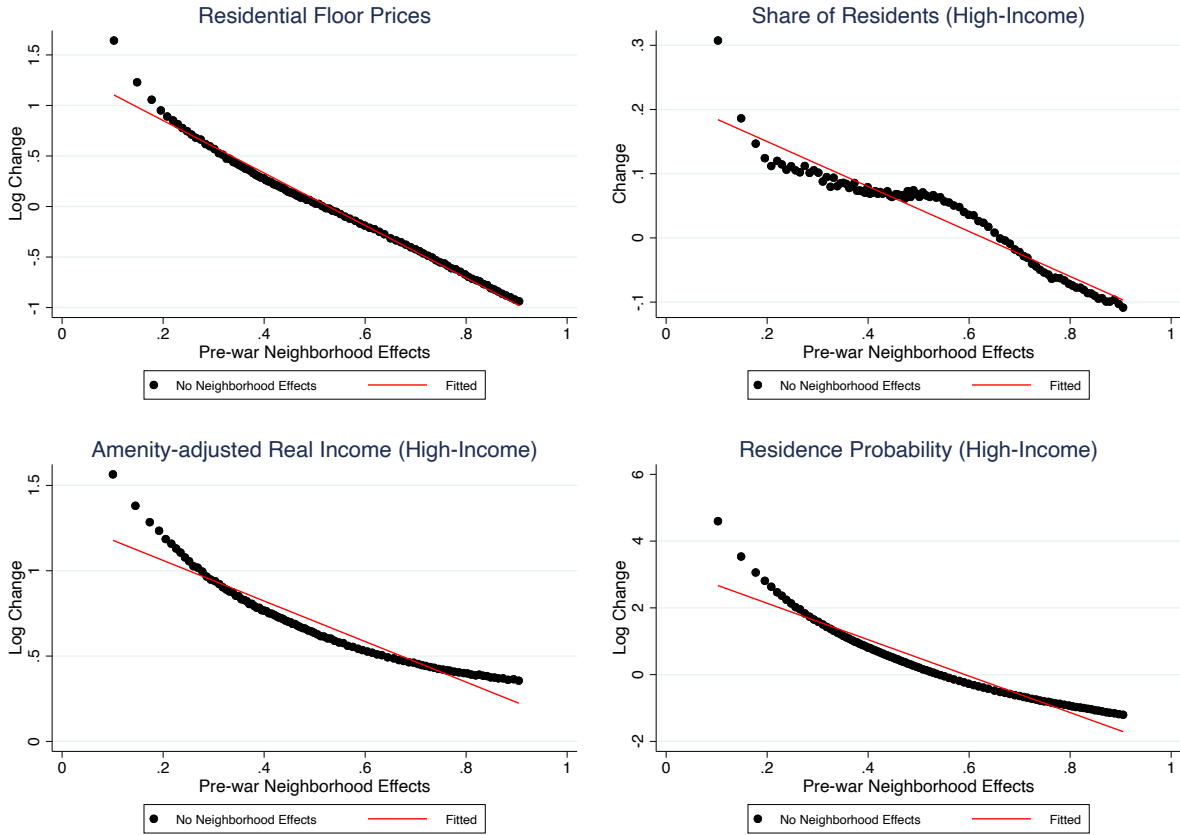 Residential Floor Prices
Log Change
1.5
1
.5
0
-.5
-1
0 .2 .4 .6 .8 1
Pre-war Neighborhood Effects
No Neighborhood Effects Fitted
Share of Residents (High-Income)
Change
.3
.2
.1
0
-.1
0 .2 .4 .6 .8 1
Pre-war Neighborhood Effects
No Neighborhood Effects Fitted
Amenity-adjusted Real Income (High-Income)
Log Change
1.5
1
.5
0
0 .2 .4 .6 .8 1
Pre-war Neighborhood Effects
No Neighborhood Effects Fitted
Residence Probability (High-Income)
Log Change
6
4
2
0
-2
0 .2 .4 .6 .8 1
Pre-war Neighborhood Effects
No Neighborhood Effects Fitted